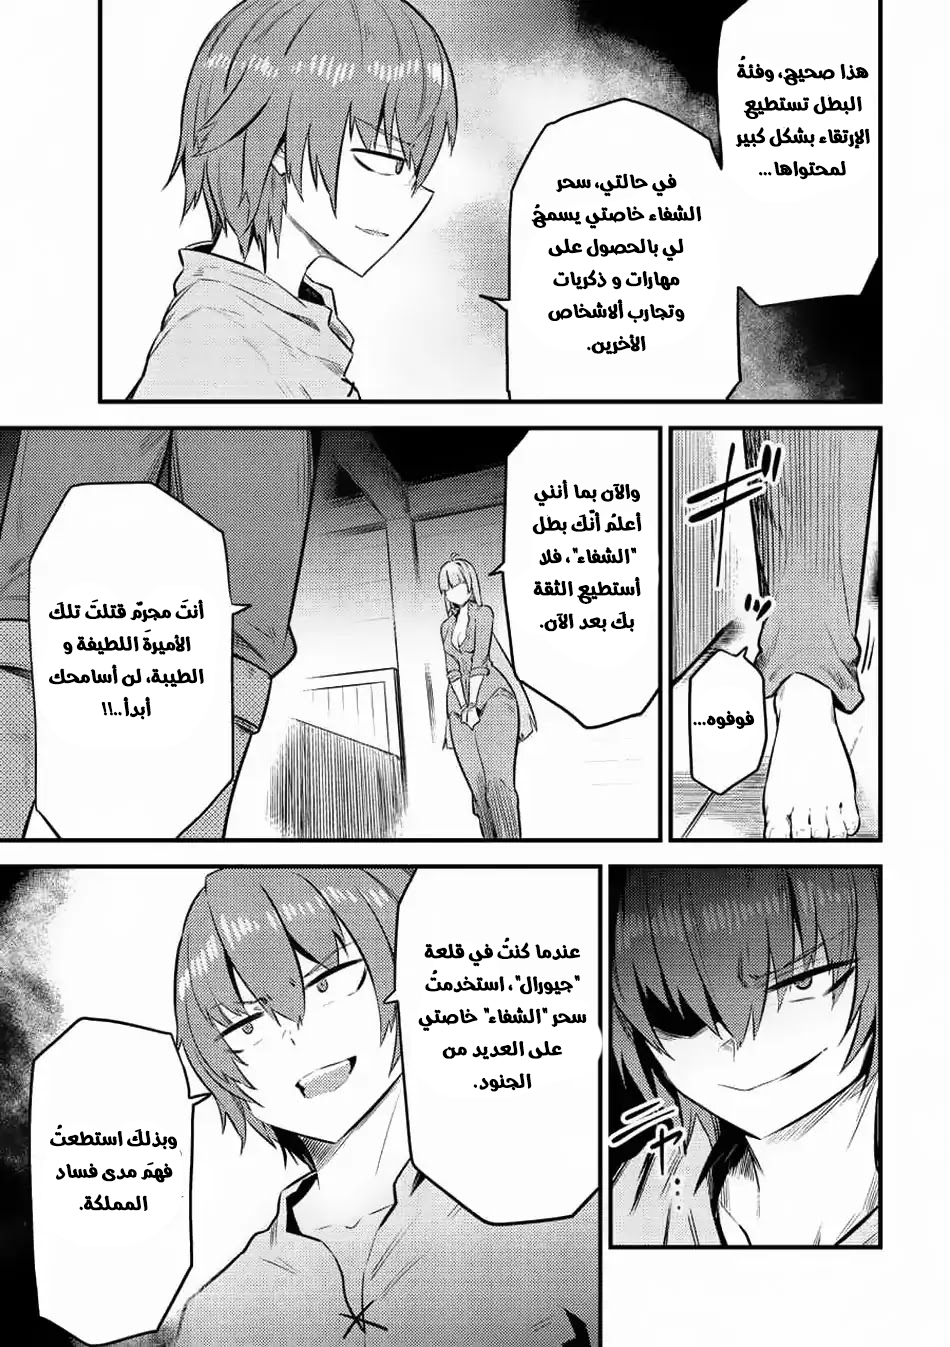 هذا صحيح، وفئةُ
البطل تستطيع
الإرتقاء بشكل كبير
لمحتواها...
في حالتي، سحر
الشفاء خاصتي يسمحُ
لي بالحصول على
مهارات و ذكريات
وتجارب ألاشخاص
الأخرين.
والآن بما أنني
أعلمُ أنّكَ بطل
"الشفاء"، فلا
أستطيع الثقة
بكَ بعد الآن.
فوفوه...
أنتَ مجرمٌ قتلتَ تلكَ
الأميرةَ اللطيفة و
الطيبة، لن أسامحك
أبدأ..!!
عندما كنتُ في قلعة
"جيورال"، استخدمتُ
سحر "الشفاء" خاصتي
على العديد من
الجنود.
وبذلكَ استطعتُ
فهمَ مدى فساد
المملكة.